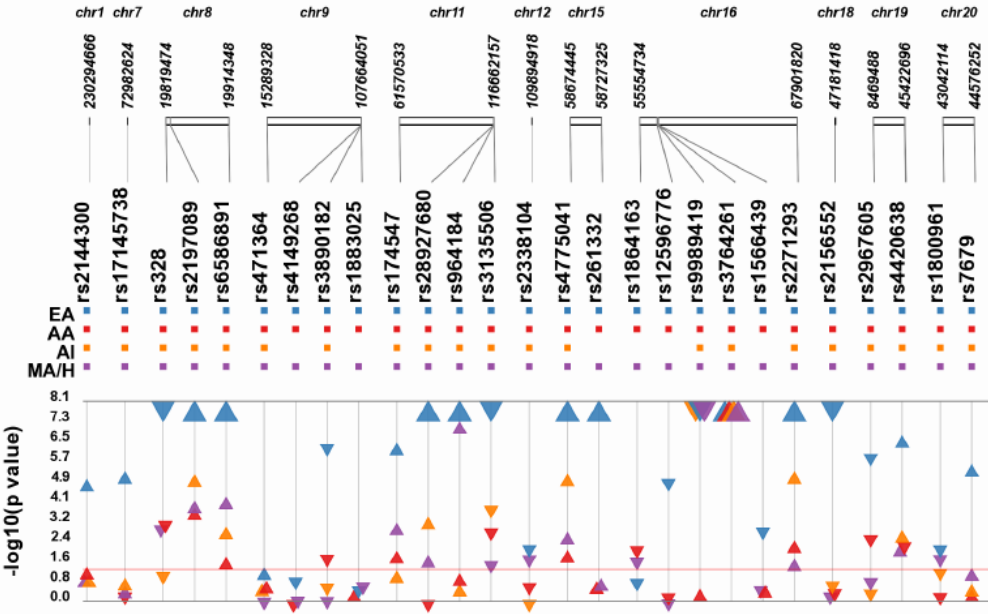 chr1 chr7 chr8 chr9 chr11 chr12 chr15 chr16 chr18 chr19 chr20
230294666 72982624 19819474 19914348 15289328 107664051 61570533 116662157 109894918 58674445 58727325 55554734 67901820 47181418 8469488 45422696 43042114 44576252
rs2144300 rs17145738 rs328 rs2197089 rs6586891 rs471364 rs4149268 rs3890182 rs1883025 rs174547 rs28927680 rs964184 rs3135506 rs2338104 rs4775041 rs261332 rs1864163 rs12596776 rs9989419 rs3764261 rs1566439 rs2271293 rs2156552 rs2967605 rs4420638 rs1800961 rs7679
EA
AA
AI
MA/H
-log10(p value)
8.1
7.3
6.5
5.7
4.9
4.1
3.2
2.4
1.6
0.8
0.0